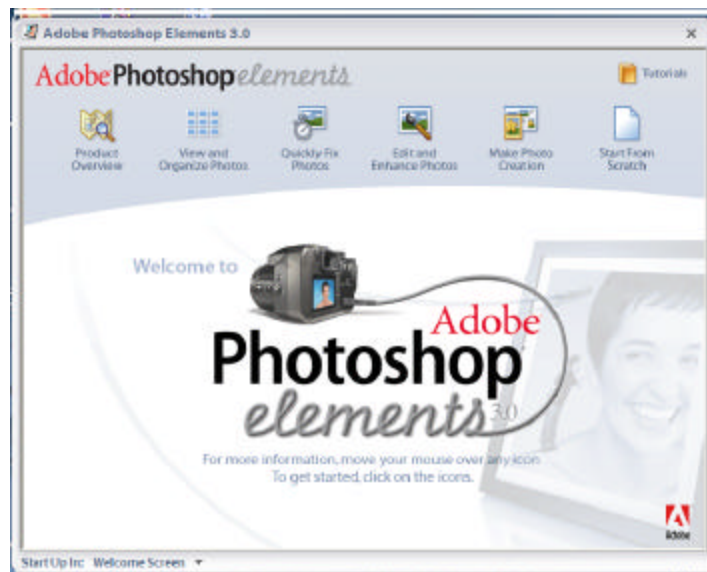 Adobe Photoshop Elements 3.0
Adobe Photoshop elements
Tutorials
Product
Overview
View and
Organize Photos
Quickly Fix
Photos
Edit and
Enhance Photos
Make Photo
Creation
Start From
Scratch
Welcome to
Adobe
Photoshop
elements 3.0
For more information, move your mouse over any icon
To get started, click on the icons.
Adobe
Start Up In: Welcome Screen